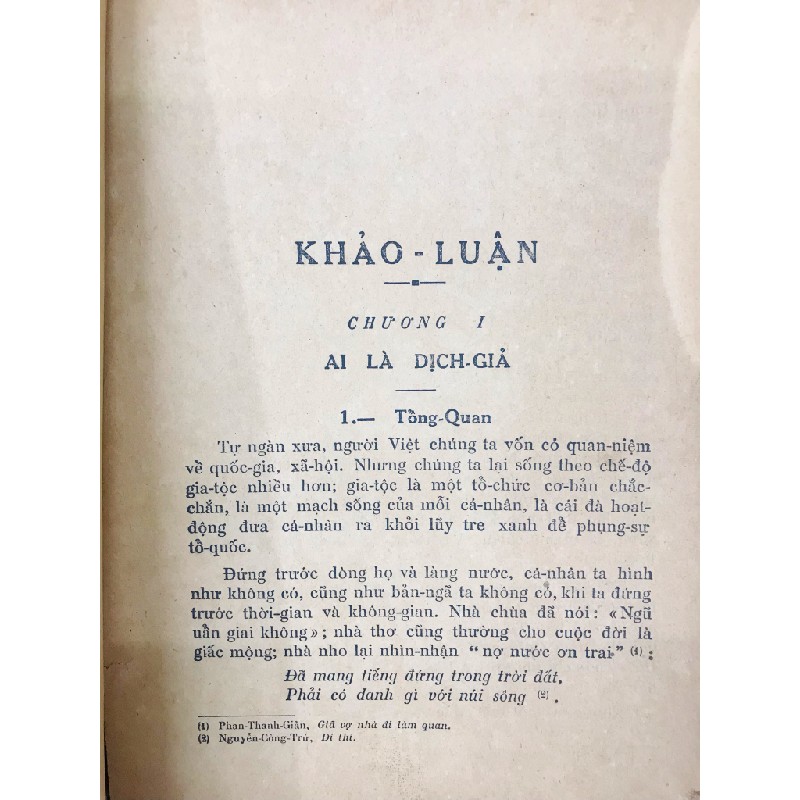 KHẢO - LUẬN
CHƯƠNG I
AI LÀ DỊCH-GIẢ
1.— Tổng-Quan
Tự ngàn xưa, người Việt chúng ta vốn có quan-niệm
về quốc-gia, xã-hội. Nhưng chúng ta lại sống theo chế-độ
gia-tộc nhiều hơn; gia-tộc là một tổ-chức cơ-bản chắc-
chắn, là một mạch sống của mỗi cá-nhân, là cái đà hoạt-
động đưa cá-nhân ra khỏi lũy tre xanh để phụng-sự
tổ-quốc.
Đứng trước dòng họ và làng nước, cá-nhân ta hình
như không có, cũng như bản-ngã ta không có, khi ta đứng
trước thời-gian và không-gian. Nhà chùa đã nói : «Ngũ
uẩn giai không» ; nhà thơ cũng thường cho cuộc đời là
giấc mộng; nhà nho lại nhìn-nhận “ nợ nước ơn trai” (1) :
Đã mang tiếng đứng trong trời đất,
Phải có danh gì với núi sông (2) .
(1) Phan-Thanh-Giản, Giã vợ nhà đi làm quan.
(2) Nguyễn-Công-Trứ, Đi thi.